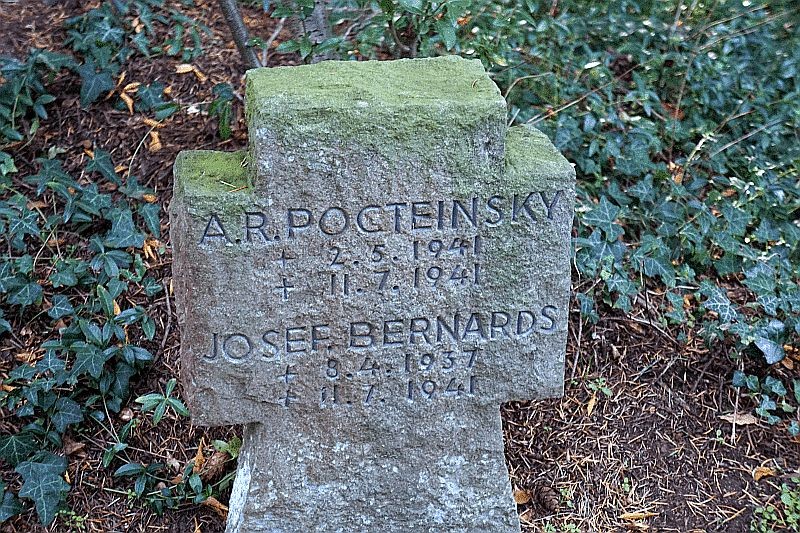 A.R. POCTEINSKY
+ 2.5.1941
+ 11.7.1941
JOSEF BERNARDS
+ 8.4.1937
+ 11.7.1941